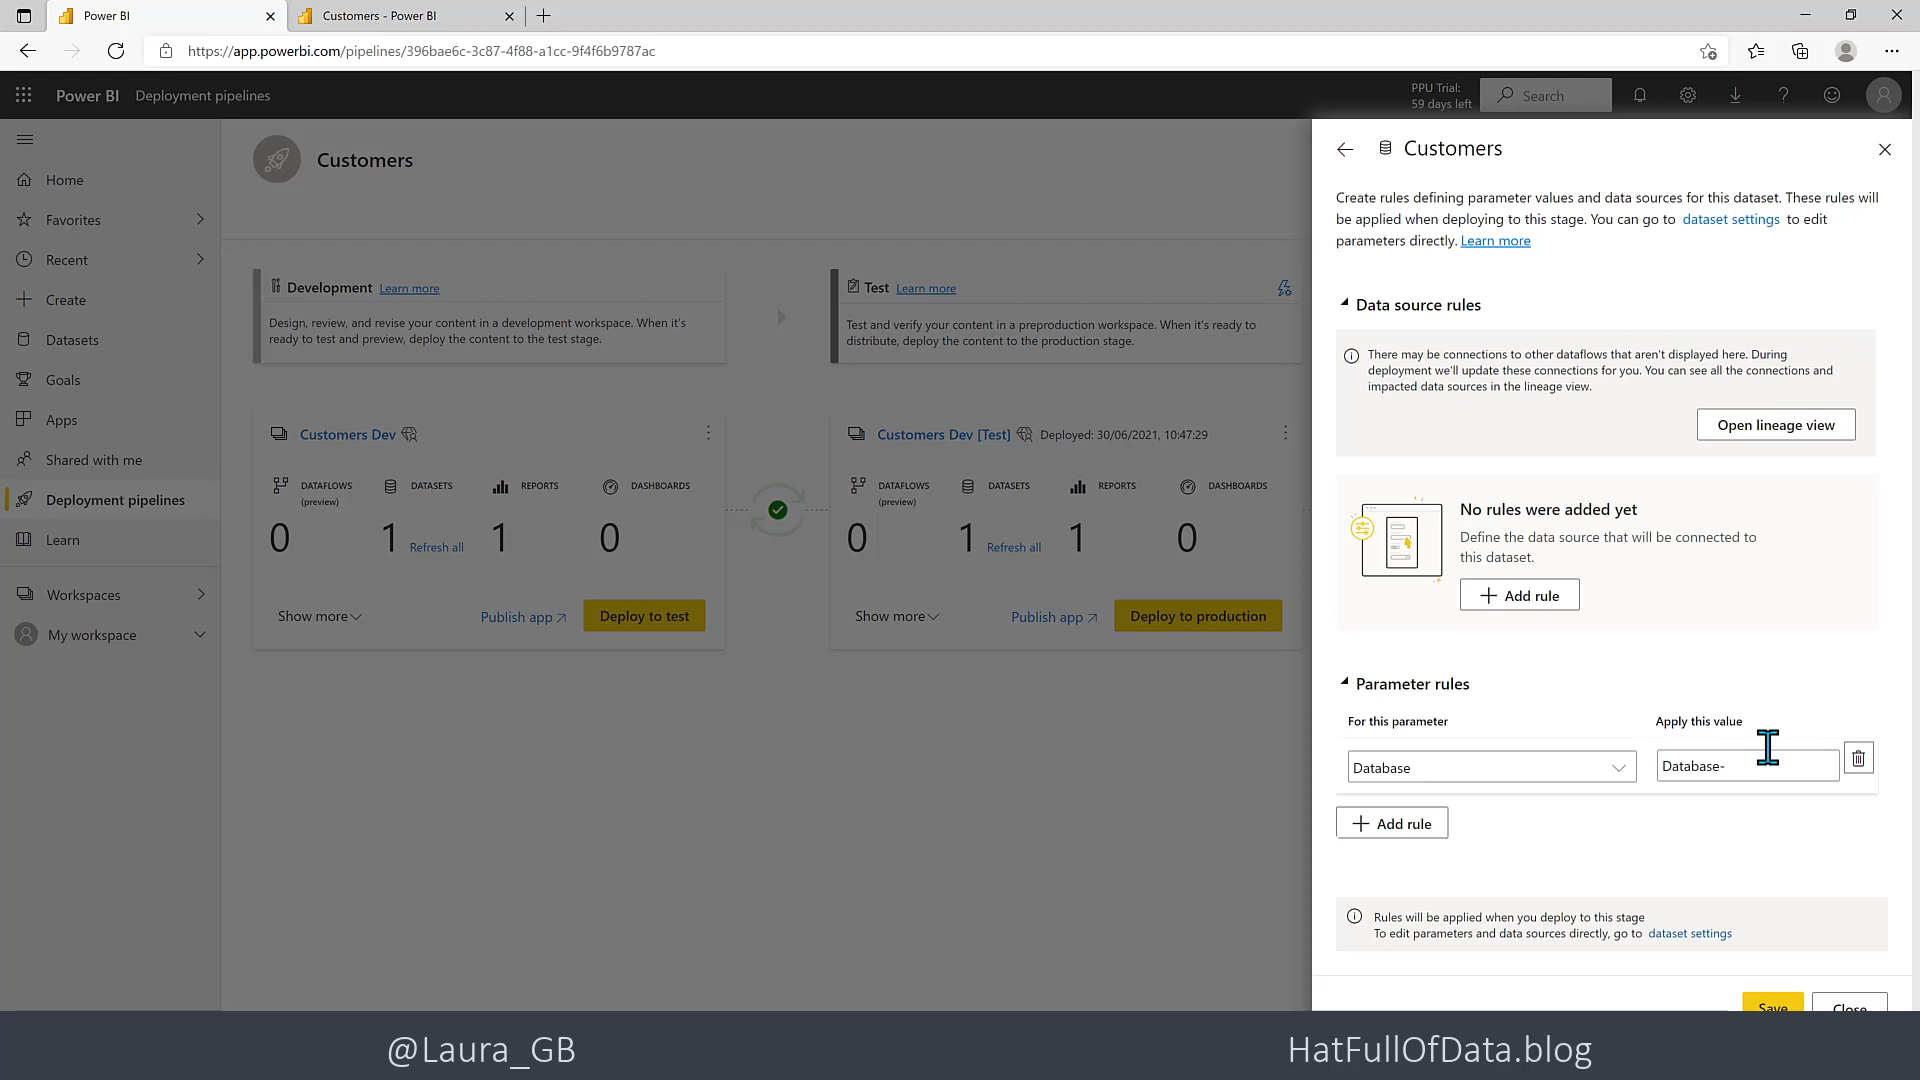 Power BI
Customers - Power BI
https://app.powerbi.com/pipelines/396bae6c-3c87-4f88-a1cc-9f4f6b9787ac
Power BI Deployment pipelines
PPU Trial:
59 days left
Search
Home
Favorites
Recent
Create
Datasets
Goals
Apps
Shared with me
Deployment pipelines
Learn
Workspaces
My workspace
Customers
Development Learn more
Design, review, and revise your content in a development workspace. When it's
ready to test and preview, deploy the content to the test stage.
Test Learn more
Test and verify your content in a preproduction workspace. When it's ready to
distribute, deploy the content to the production stage.
Customers Dev
DATAFLOWS
(preview)
DATASETS
REPORTS
DASHBOARDS
0 1 Refresh all 1 0
Show more Publish app Deploy to test
Customers Dev [Test] Deployed: 30/06/2021, 10:47:29
DATAFLOWS
(preview)
DATASETS
REPORTS
DASHBOARDS
0 1 Refresh all 1 0
Show more Publish app Deploy to production
Customers
Create rules defining parameter values and data sources for this dataset. These rules will
be applied when deploying to this stage. You can go to dataset settings to edit
parameters directly. Learn more
Data source rules
There may be connections to other dataflows that aren't displayed here. During
deployment we'll update these connections for you. You can see all the connections and
impacted data sources in the lineage view.
Open lineage view
No rules were added yet
Define the data source that will be connected to
this dataset.
Add rule
Parameter rules
For this parameter Apply this value
Database Database-
Add rule
Rules will be applied when you deploy to this stage
To edit parameters and data sources directly, go to dataset settings
Save Close
@Laura_GB HatFullOfData.blog